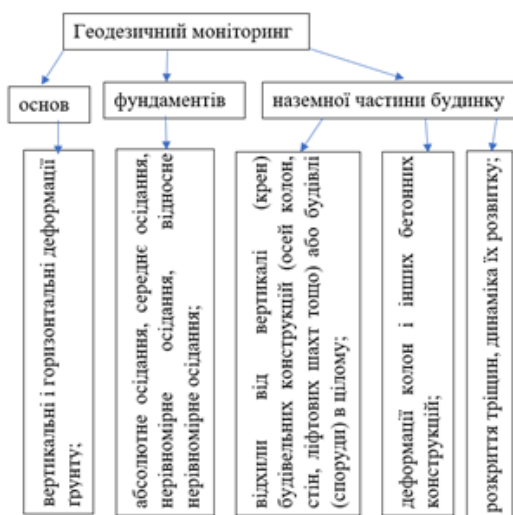 Геодезичний моніторинг
основ
фундаментів
наземної частини будинку
вертикальні і горизонтальні деформації
ґрунту;
абсолютне осідання, середнє осідання,
нерівномірне осідання, відносне
нерівномірне осідання;
відхили від вертикалі (крен)
будівельних конструкцій (осей колон,
стін, ліфтових шахт тощо) або будівлі
(споруди) в цілому;
деформації колон і інших бетонних
конструкцій;
розкриття тріщин, динаміка їх розвитку;